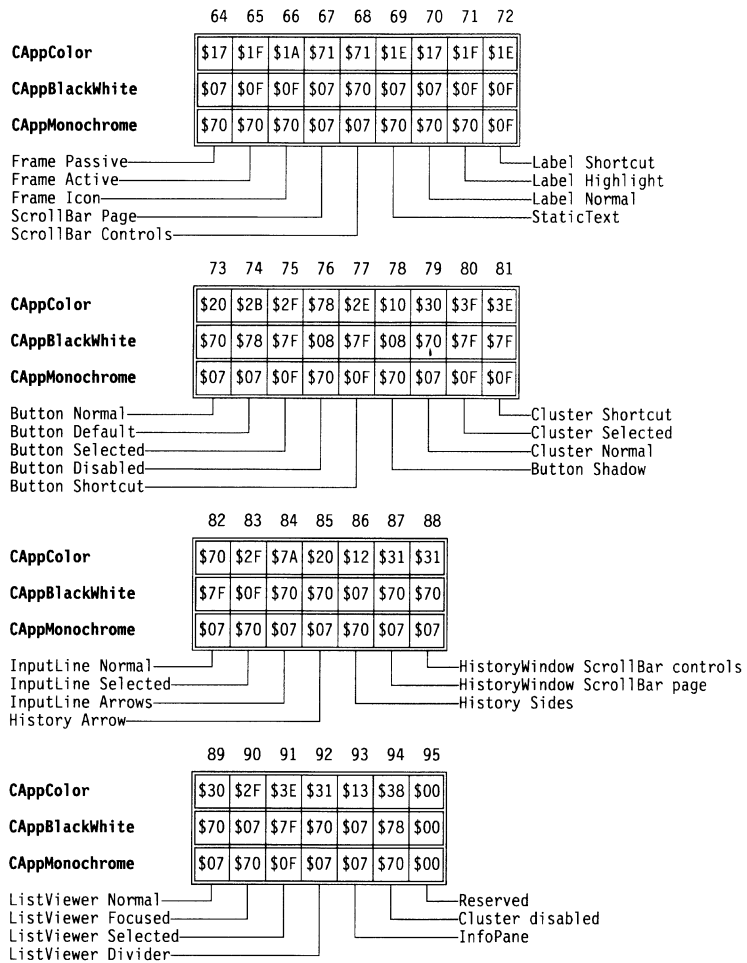 64 65 66 67 68 69 70 71 72
CAppColor $17 $1F $1A $71 $71 $1E $17 $1F $1E
CAppBlackWhite $07 $0F $0F $07 $70 $07 $07 $0F $0F
CAppMonochrome $70 $70 $70 $07 $07 $70 $70 $70 $0F
Frame Passive Label Shortcut
Frame Active Label Highlight
Frame Icon Label Normal
ScrollBar Page StaticText
ScrollBar Controls
73 74 75 76 77 78 79 80 81
CAppColor $20 $2B $2F $78 $2E $10 $30 $3F $3E
CAppBlackWhite $70 $78 $7F $08 $7F $08 $70 $7F $7F
CAppMonochrome $07 $07 $0F $70 $0F $70 $07 $0F $0F
Button Normal Cluster Shortcut
Button Default Cluster Selected
Button Selected Cluster Normal
Button Disabled Button Shadow
Button Shortcut
82 83 84 85 86 87 88
CAppColor $70 $2F $7A $20 $12 $31 $31
CAppBlackWhite $7F $0F $70 $70 $07 $70 $70
CAppMonochrome $07 $70 $07 $07 $70 $07 $07
InputLine Normal HistoryWindow ScrollBar controls
InputLine Selected HistoryWindow ScrollBar page
InputLine Arrows History Sides
History Arrow
89 90 91 92 93 94 95
CAppColor $30 $2F $3E $31 $13 $38 $00
CAppBlackWhite $70 $07 $7F $70 $07 $78 $00
CAppMonochrome $07 $70 $0F $07 $07 $70 $00
ListViewer Normal Reserved
ListViewer Focused Cluster disabled
ListViewer Selected InfoPane
ListViewer Divider